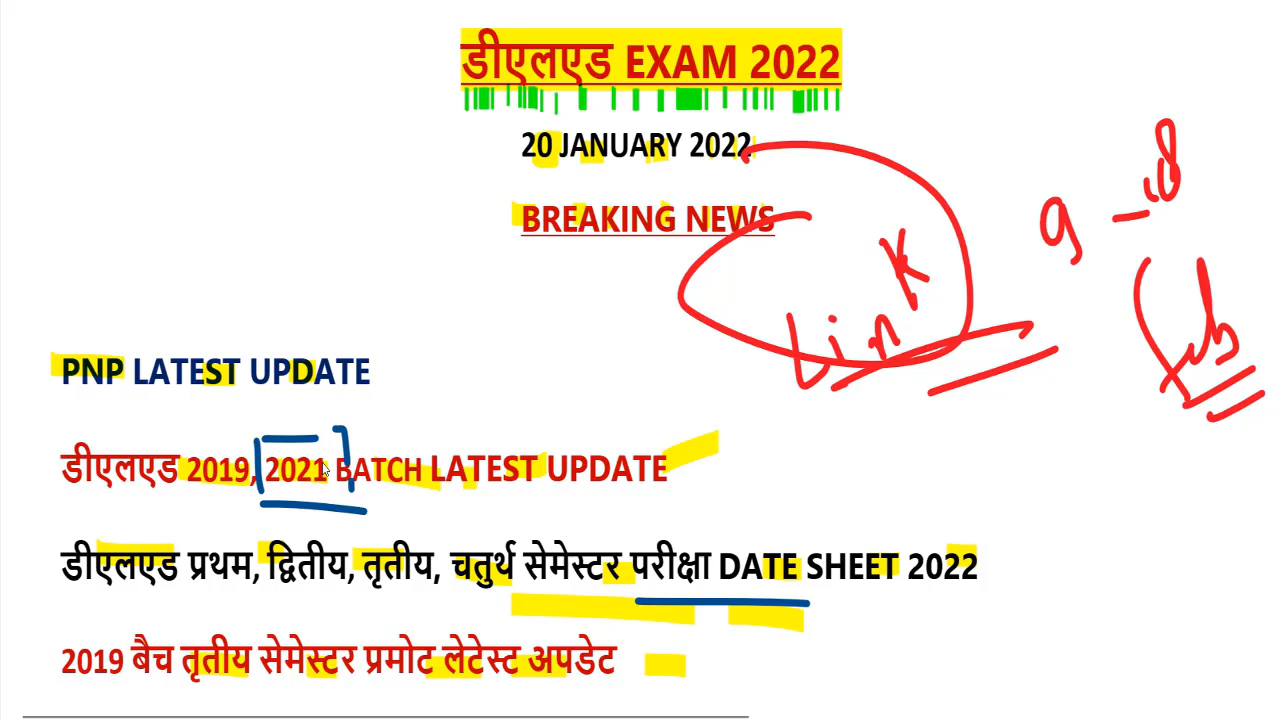 डीएलएड EXAM 2022
20 JANUARY 2022
BREAKING NEWS
Link
9 - 18
Feb
PNP LATEST UPDATE
डीएलएड 2019, 2021 BATCH LATEST UPDATE
डीएलएड प्रथम, द्वितीय, तृतीय, चतुर्थ सेमेस्टर परीक्षा DATE SHEET 2022
2019 बैच तृतीय सेमेस्टर प्रमोट लेटेस्ट अपडेट